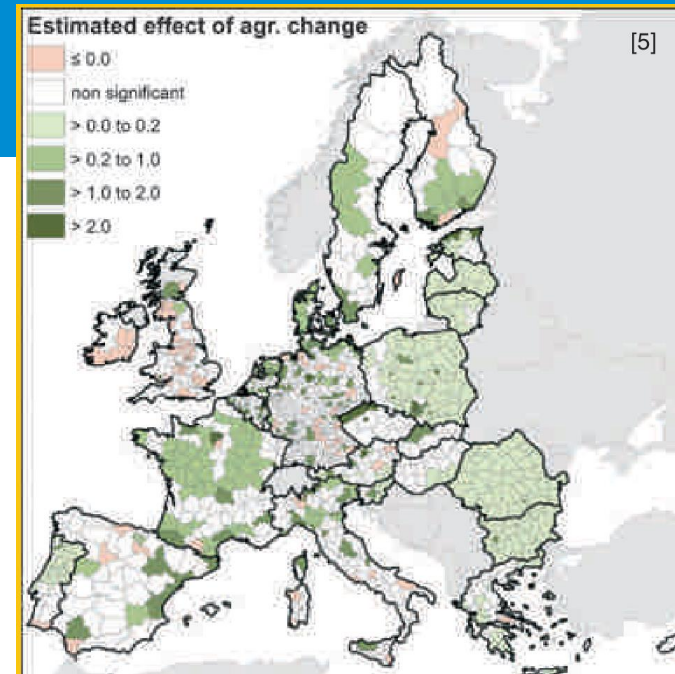 Estimated effect of agr. change
[5]
≤ 0.0
non significant
> 0.0 to 0.2
> 0.2 to 1.0
> 1.0 to 2.0
> 2.0